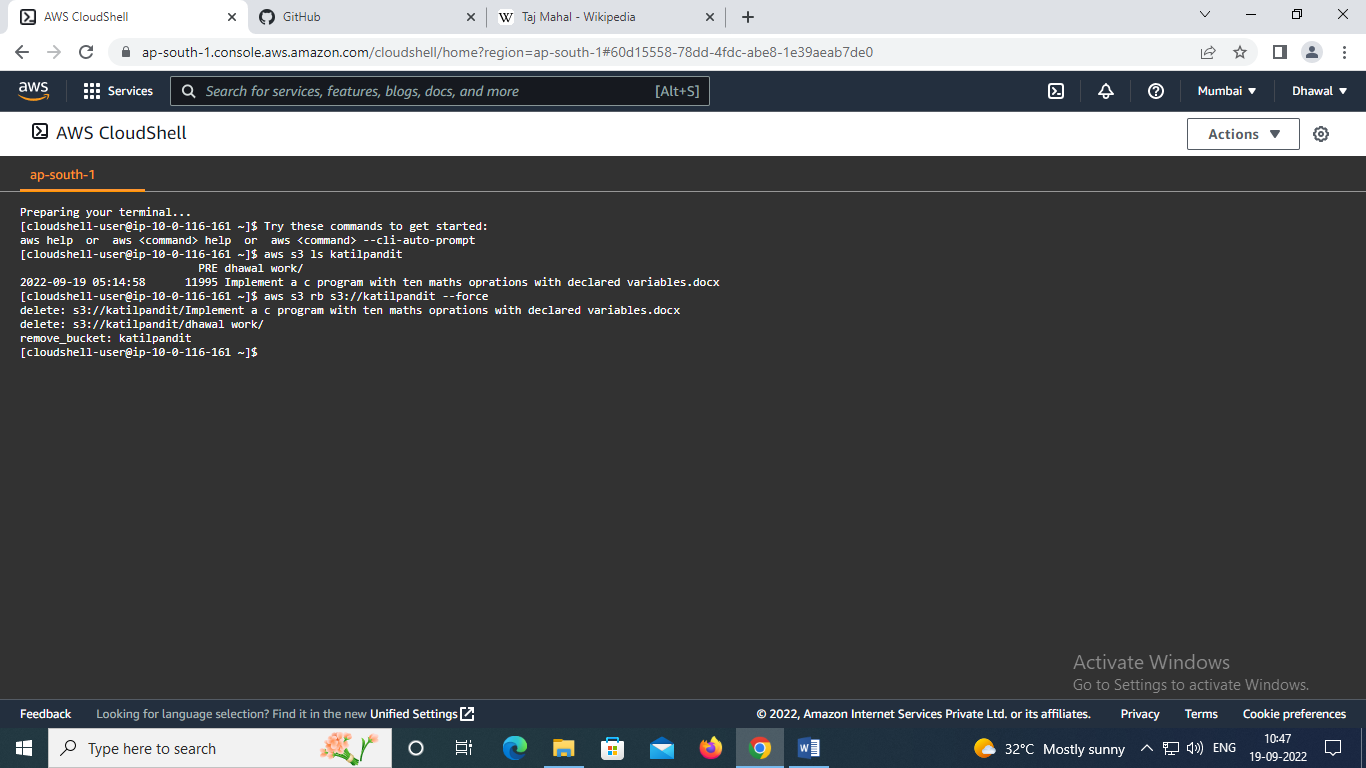 AWS CloudShell
GitHub
Taj Mahal - Wikipedia
ap-south-1.console.aws.amazon.com/cloudshell/home?region=ap-south-1#60d15558-78dd-4fdc-abe8-1e39aeab7de0
aws
Services
Search for services, features, blogs, docs, and more
[Alt+S]
Mumbai
Dhawal
AWS CloudShell
Actions
ap-south-1
Preparing your terminal...
[cloudshell-user@ip-10-0-116-161 ~]$ Try these commands to get started:
aws help  or  aws <command> help  or  aws <command> --cli-auto-prompt
[cloudshell-user@ip-10-0-116-161 ~]$ aws s3 ls katilpandit
PRE dhawal work/
2022-09-19 05:14:58      11995 Implement a c program with ten maths oprations with declared variables.docx
[cloudshell-user@ip-10-0-116-161 ~]$ aws s3 rb s3://katilpandit --force
delete: s3://katilpandit/Implement a c program with ten maths oprations with declared variables.docx
delete: s3://katilpandit/dhawal work/
remove_bucket: katilpandit
[cloudshell-user@ip-10-0-116-161 ~]$
Activate Windows
Go to Settings to activate Windows.
Feedback
Looking for language selection? Find it in the new Unified Settings
© 2022, Amazon Internet Services Private Ltd. or its affiliates.
Privacy
Terms
Cookie preferences
Type here to search
32°C Mostly sunny
ENG
10:47
19-09-2022